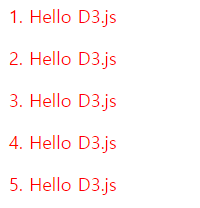 1. Hello D3.js
2. Hello D3.js
3. Hello D3.js
4. Hello D3.js
5. Hello D3.js